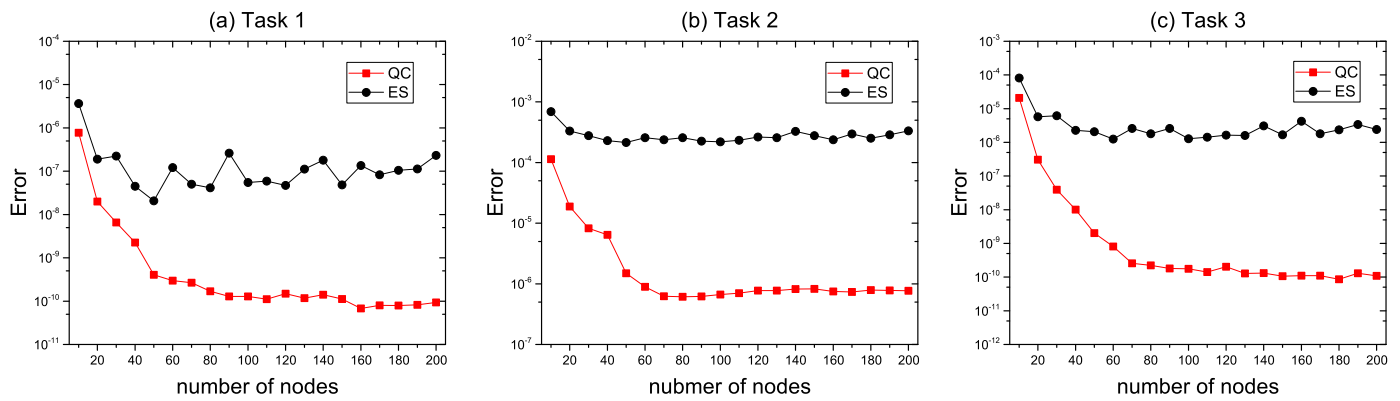 (a) Task 1
10⁻⁴
10⁻⁵
10⁻⁶
10⁻⁷
10⁻⁸
10⁻⁹
10⁻¹⁰
10⁻¹¹
Error
QC
ES
20 40 60 80 100 120 140 160 180 200
number of nodes
(b) Task 2
10⁻²
10⁻³
10⁻⁴
10⁻⁵
10⁻⁶
10⁻⁷
Error
QC
ES
20 40 60 80 100 120 140 160 180 200
nubmer of nodes
(c) Task 3
10⁻³
10⁻⁴
10⁻⁵
10⁻⁶
10⁻⁷
10⁻⁸
10⁻⁹
10⁻¹⁰
10⁻¹¹
10⁻¹²
Error
QC
ES
20 40 60 80 100 120 140 160 180 200
number of nodes